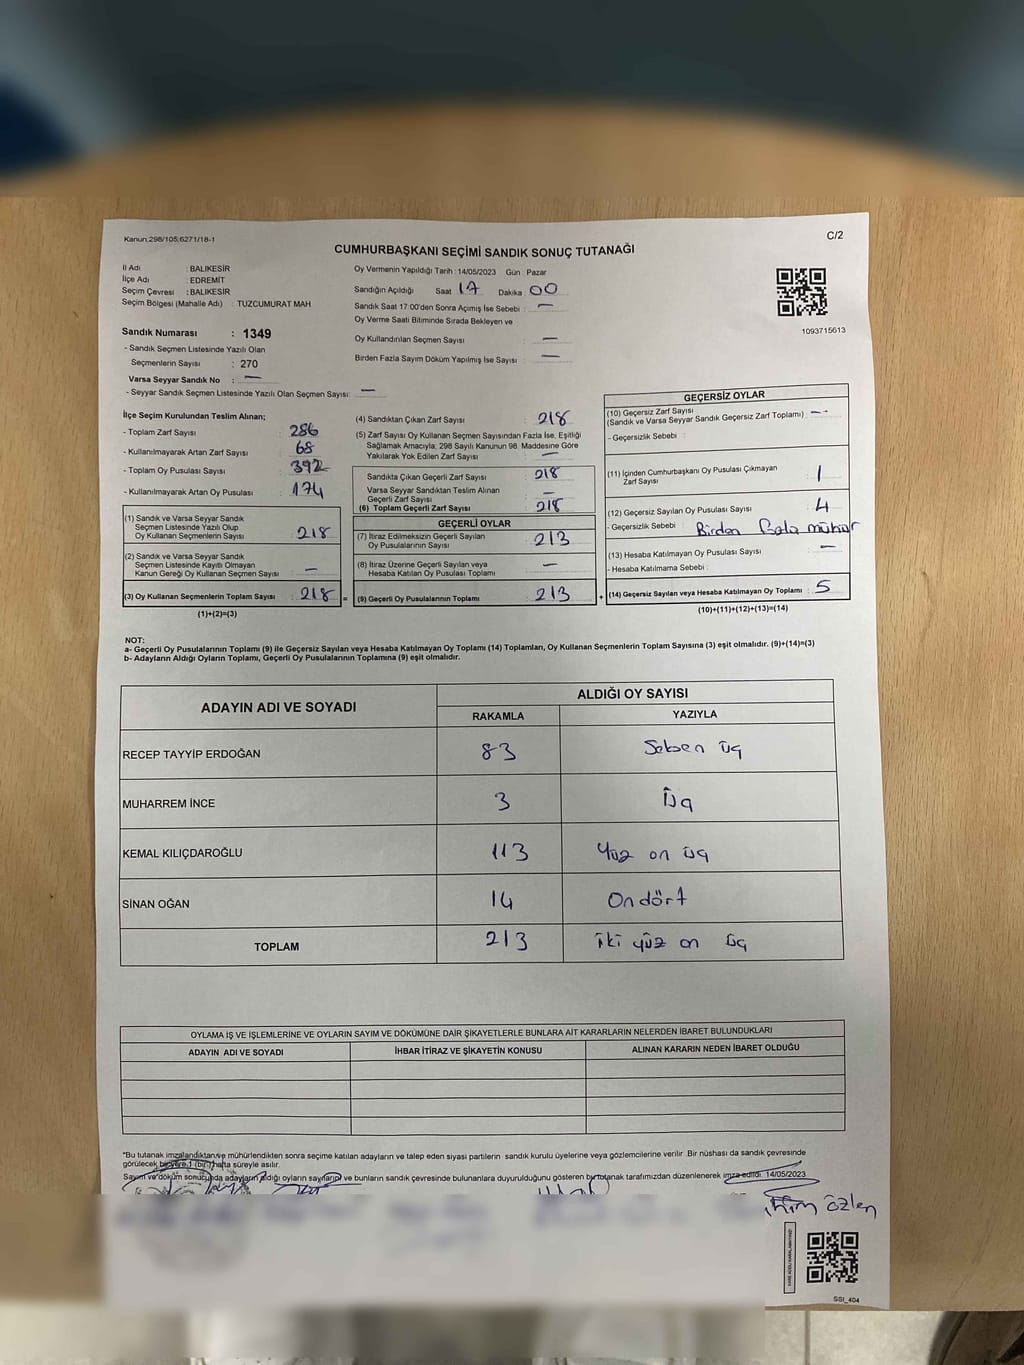 Kanun.298/105;6271/18-1
C/2
CUMHURBAŞKANI SEÇİMİ SANDIK SONUÇ TUTANAĞI
İl Adı : BALIKESİR
İlçe Adı : EDREMİT
Seçim Çevresi : BALIKESİR
Seçim Bölgesi (Mahalle Adı) : TUZCUMURAT MAH
Sandık Numarası : 1349
- Sandık Seçmen Listesinde Yazılı Olan
Seçmenlerin Sayısı : 270
Varsa Seyyar Sandık No : —
- Seyyar Sandık Seçmen Listesinde Yazılı Olan Seçmen Sayısı: —
Oy Vermenin Yapıldığı Tarih : 14/05/2023 Gün : Pazar
Sandığın Açıldığı Saat 17 Dakika 00
Sandık Saat 17:00'den Sonra Açımış İse Sebebi : —
Oy Verme Saati Bitiminde Sırada Bekleyen ve
Oy Kullandırılan Seçmen Sayısı : —
Birden Fazla Sayım Döküm Yapılmış İse Sayısı : —
1093715613
İlçe Seçim Kurulundan Teslim Alınan;
- Toplam Zarf Sayısı : 286
- Kullanılmayarak Artan Zarf Sayısı : 68
- Toplam Oy Pusulası Sayısı : 392
- Kullanılmayarak Artan Oy Pusulası : 174
(1) Sandık ve Varsa Seyyar Sandık
Seçmen Listesinde Yazılı Olup
Oy Kullanan Seçmen Sayısı : 218
(2) Sandık ve Varsa Seyyar Sandık
Seçmen Listesinde Kayıtlı Olmayan
Kanun Gereği Oy Kullanan Seçmen Sayısı : —
(3) Oy Kullanan Seçmenlerin Toplam Sayısı : 218 =
(1)+(2)=(3)
(4) Sandıktan Çıkan Zarf Sayısı : 218
(5) Zarf Sayısı Oy Kullanan Seçmen Sayısından Fazla İse, Eşitliği
Sağlamak Amacıyla; 298 Sayılı Kanunun 98. Maddesine Göre
Yakılarak Yok Edilen Zarf Sayısı : —
Sandıkta Çıkan Geçerli Zarf Sayısı : 218
Varsa Seyyar Sandıktan Teslim Alınan
Geçerli Zarf Sayısı : —
(6) Toplam Geçerli Zarf Sayısı : 218
GEÇERLİ OYLAR
(7) İtiraz Edilmeksizin Geçerli Sayılan
Oy Pusulalarının Sayısı : 213
(8) İtiraz Üzerine Geçerli Sayılan veya
Hesaba Katılan Oy Pusulası Toplamı : —
(9) Geçerli Oy Pusulalarının Toplamı : 213 +
GEÇERSİZ OYLAR
(10) Geçersiz Zarf Sayısı
(Sandık ve Varsa Seyyar Sandık Geçersiz Zarf Toplamı) : —
- Geçersizlik Sebebi :
(11) İçinden Cumhurbaşkanı Oy Pusulası Çıkmayan
Zarf Sayısı : 1
(12) Geçersiz Sayılan Oy Pusulası Sayısı : 4
- Geçersizlik Sebebi : Birden fazla mühür
(13) Hesaba Katılmayan Oy Pusulası Sayısı : —
- Hesaba Katılmama Sebebi :
(14) Geçersiz Sayılan veya Hesaba Katılmayan Oy Toplamı : 5
(10)+(11)+(12)+(13)=(14)
NOT:
a- Geçerli Oy Pusulalarının Toplamı (9) ile Geçersiz Sayılan veya Hesaba Katılmayan Oy Toplamı (14) Toplamları, Oy Kullanan Seçmenlerin Toplam Sayısına (3) eşit olmalıdır. (9)+(14)=(3)
b- Adayların Aldığı Oyların Toplamı, Geçerli Oy Pusulalarının Toplamına (9) eşit olmalıdır.
ADAYIN ADI VE SOYADI
ALDIĞI OY SAYISI
RAKAMLA YAZIYLA
RECEP TAYYİP ERDOĞAN 83 Seksen üç
MUHARREM İNCE 3 Üç
KEMAL KILIÇDAROĞLU 113 Yüz on üç
SİNAN OĞAN 14 Ondört
TOPLAM 213 iki yüz on üç
OYLAMA İŞ VE İŞLEMLERİNE VE OYLARIN SAYIM VE DÖKÜMÜNE DAİR ŞİKAYETLERLE BUNLARA AİT KARARLARIN NELERDEN İBARET BULUNDUKLARI
ADAYIN ADI VE SOYADI İHBAR İTİRAZ VE ŞİKAYETİN KONUSU ALINAN KARARIN NEDEN İBARET OLDUĞU
"Bu tutanak imzalandıktan ve mühürlendikten sonra seçime katılan adayların ve talep eden siyasi partilerin sandık kurulu üyelerine veya gözlemcilerine verilir. Bir nüshası da sandık çevresinde
görülecek bir yere 1 (bir) hafta süreyle asılır.
Sayım ve döküm sonucunda adayların aldığı oyların sayıları ve bunların sandık çevresinde bulunanlara duyurulduğunu gösteren bu tutanak tarafımızdan düzenlenerek imza edildi. 14/05/2023
özlen
SSI_404